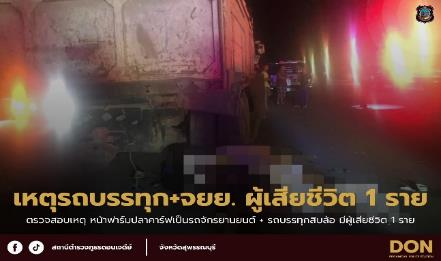 เหตุรถบรรทุก+จยย. ผู้เสียชีวิต 1 ราย
ตรวจสอบเหตุ หน้าฟาร์มปลาคาร์ฟเป็นรถจักรยานยนต์ + รถบรรทุกสิบล้อ มีผู้เสียชีวิต 1 ราย
สถานีตำรวจภูธรดอนเจดีย์ จังหวัดสุพรรณบุรี
DON